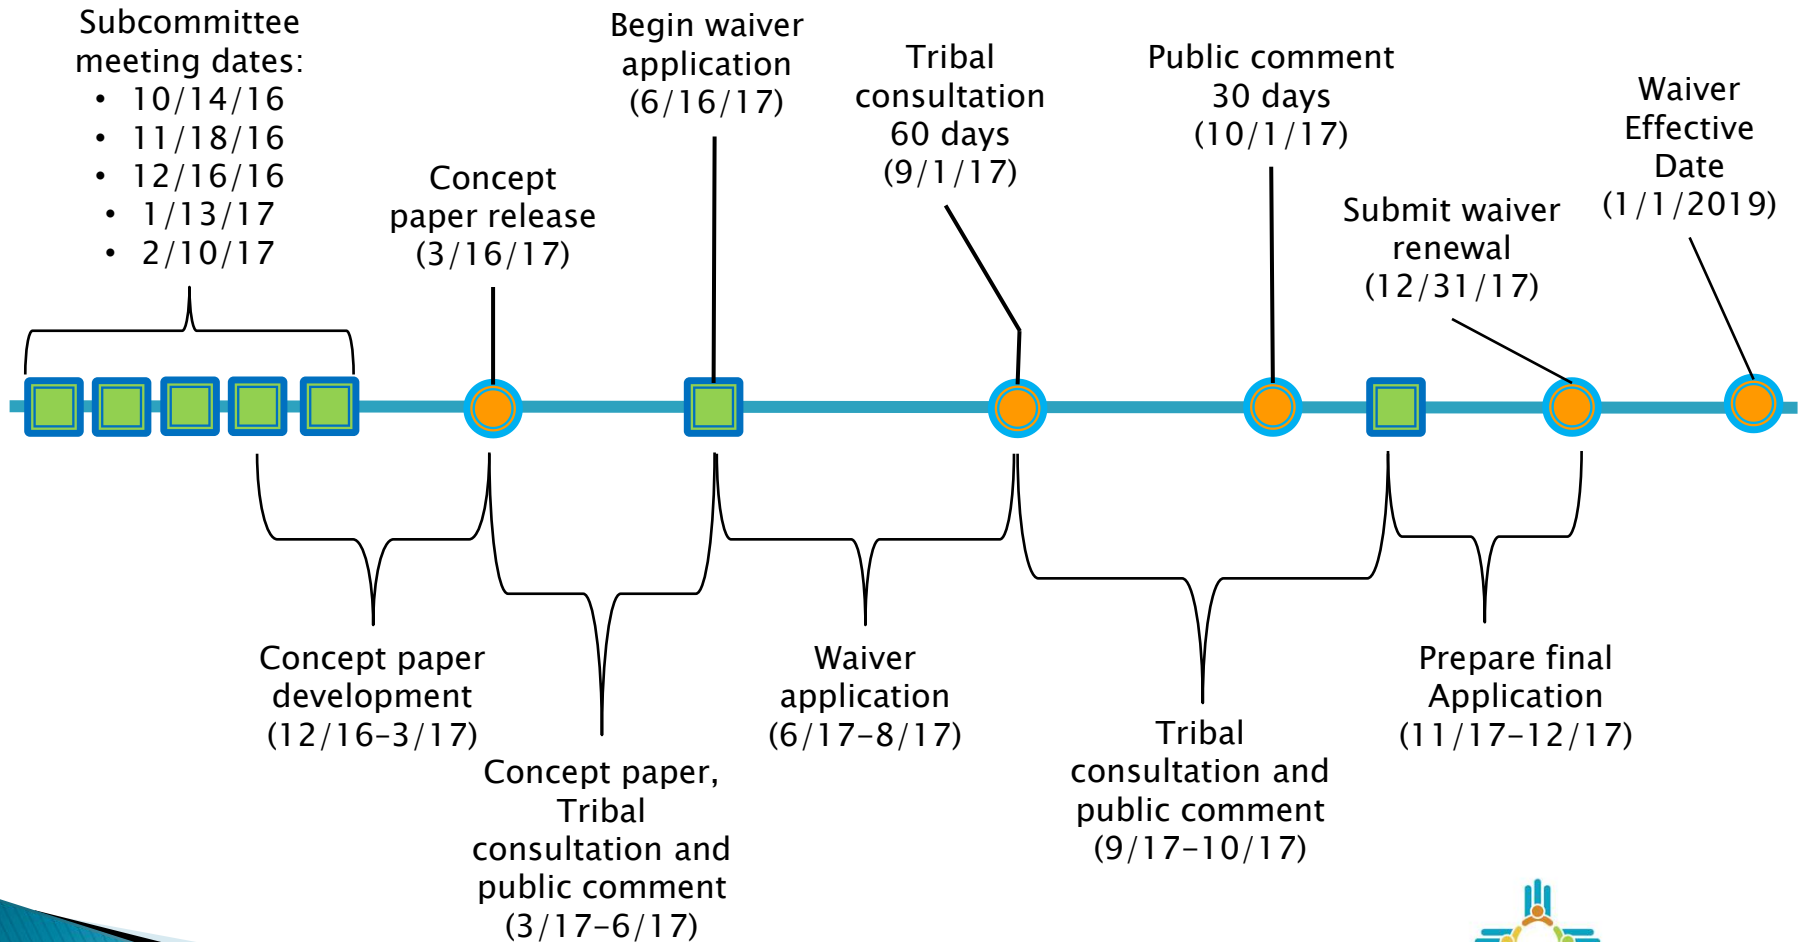 Subcommittee
meeting dates:
• 10/14/16
• 11/18/16
• 12/16/16
• 1/13/17
• 2/10/17
Concept
paper release
(3/16/17)
Begin waiver
application
(6/16/17)
Tribal
consultation
60 days
(9/1/17)
Public comment
30 days
(10/1/17)
Submit waiver
renewal
(12/31/17)
Waiver
Effective
Date
(1/1/2019)
Concept paper
development
(12/16–3/17)
Concept paper,
Tribal
consultation and
public comment
(3/17–6/17)
Waiver
application
(6/17–8/17)
Tribal
consultation and
public comment
(9/17–10/17)
Prepare final
Application
(11/17–12/17)